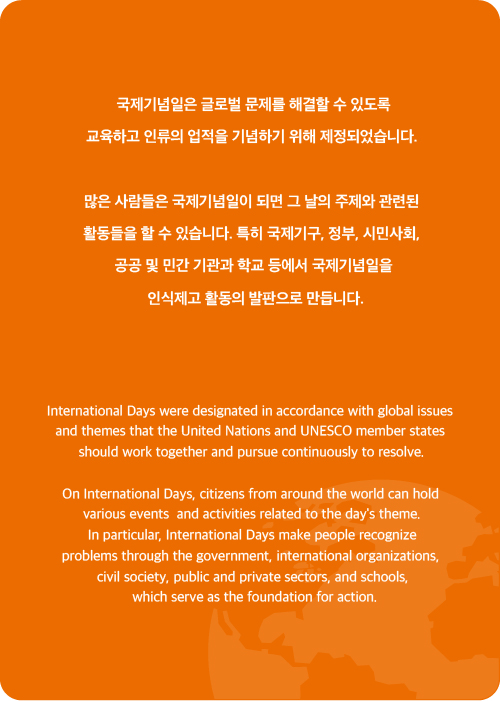 국제기념일은 글로벌 문제를 해결할 수 있도록
교육하고 인류의 업적을 기념하기 위해 제정되었습니다.
많은 사람들은 국제기념일이 되면 그 날의 주제와 관련된
활동들을 할 수 있습니다. 특히 국제기구, 정부, 시민사회,
공공 및 민간 기관과 학교 등에서 국제기념일을
인식제고 활동의 발판으로 만듭니다.
International Days were designated in accordance with global issues
and themes that the United Nations and UNESCO member states
should work together and pursue continuously to resolve.
On International Days, citizens from around the world can hold
various events and activities related to the day's theme.
In particular, International Days make people recognize
problems through the government, international organizations,
civil society, public and private sectors, and schools,
which serve as the foundation for action.